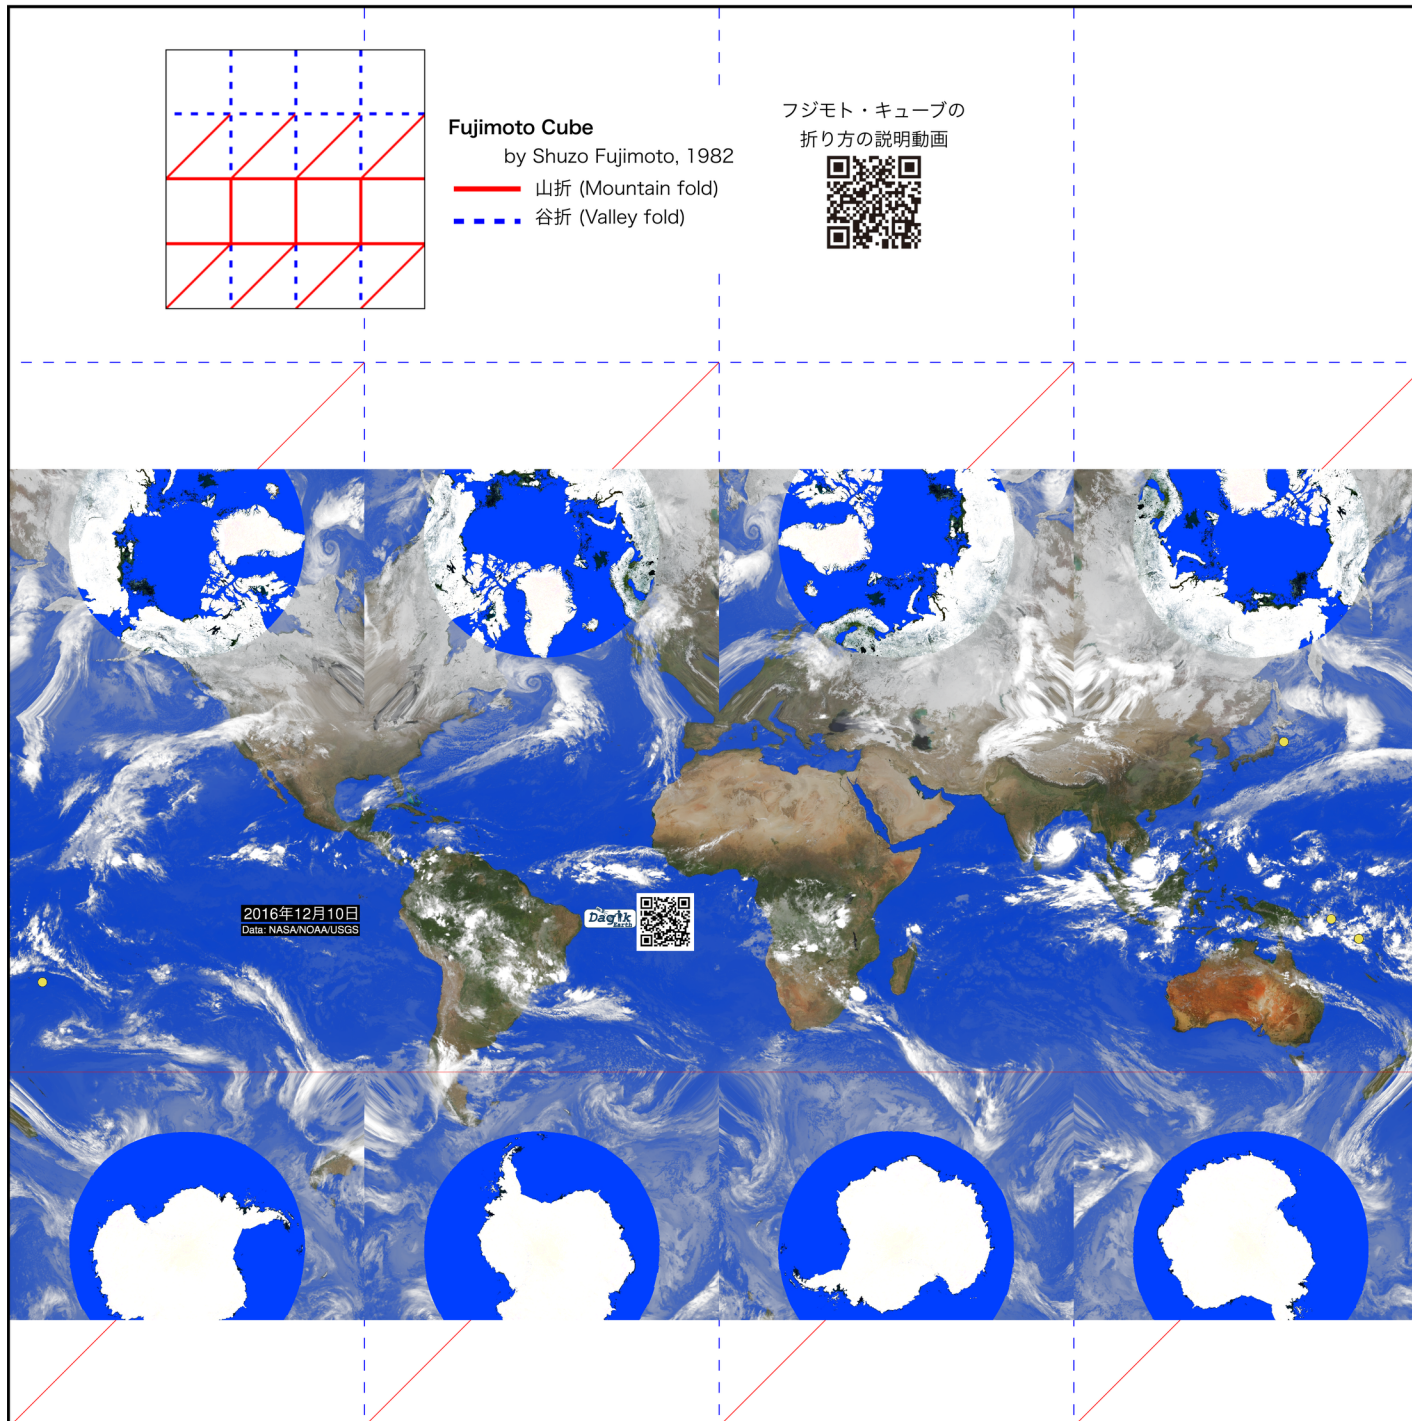 Fujimoto Cube
by Shuzo Fujimoto, 1982
山折 (Mountain fold)
谷折 (Valley fold)
フジモト・キューブの
折り方の説明動画
2016年12月10日
Data: NASA/NOAA/USGS
Dagik
Earth